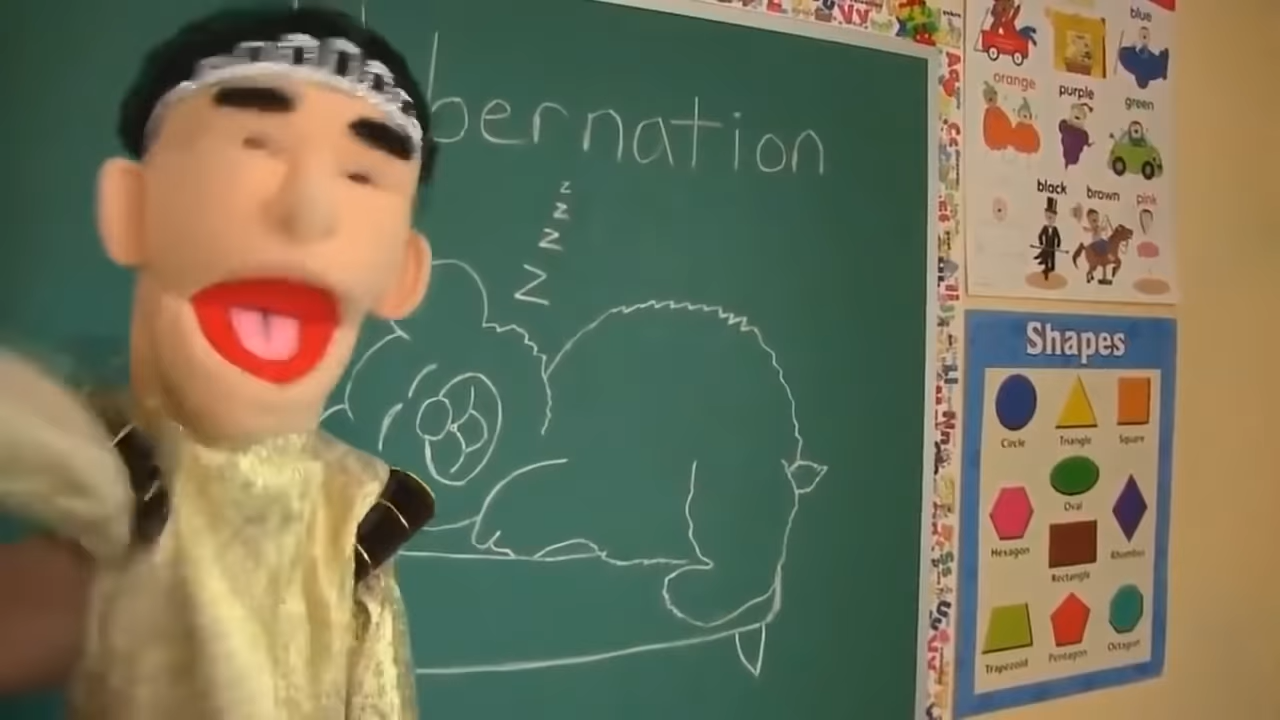 bernation
z
z
z
Z
blue
orange
purple
green
black
brown
pink
Shapes
Circle
Triangle
Square
Oval
Hexagon
Rhombus
Rectangle
Trapezoid
Pentagon
Octagon